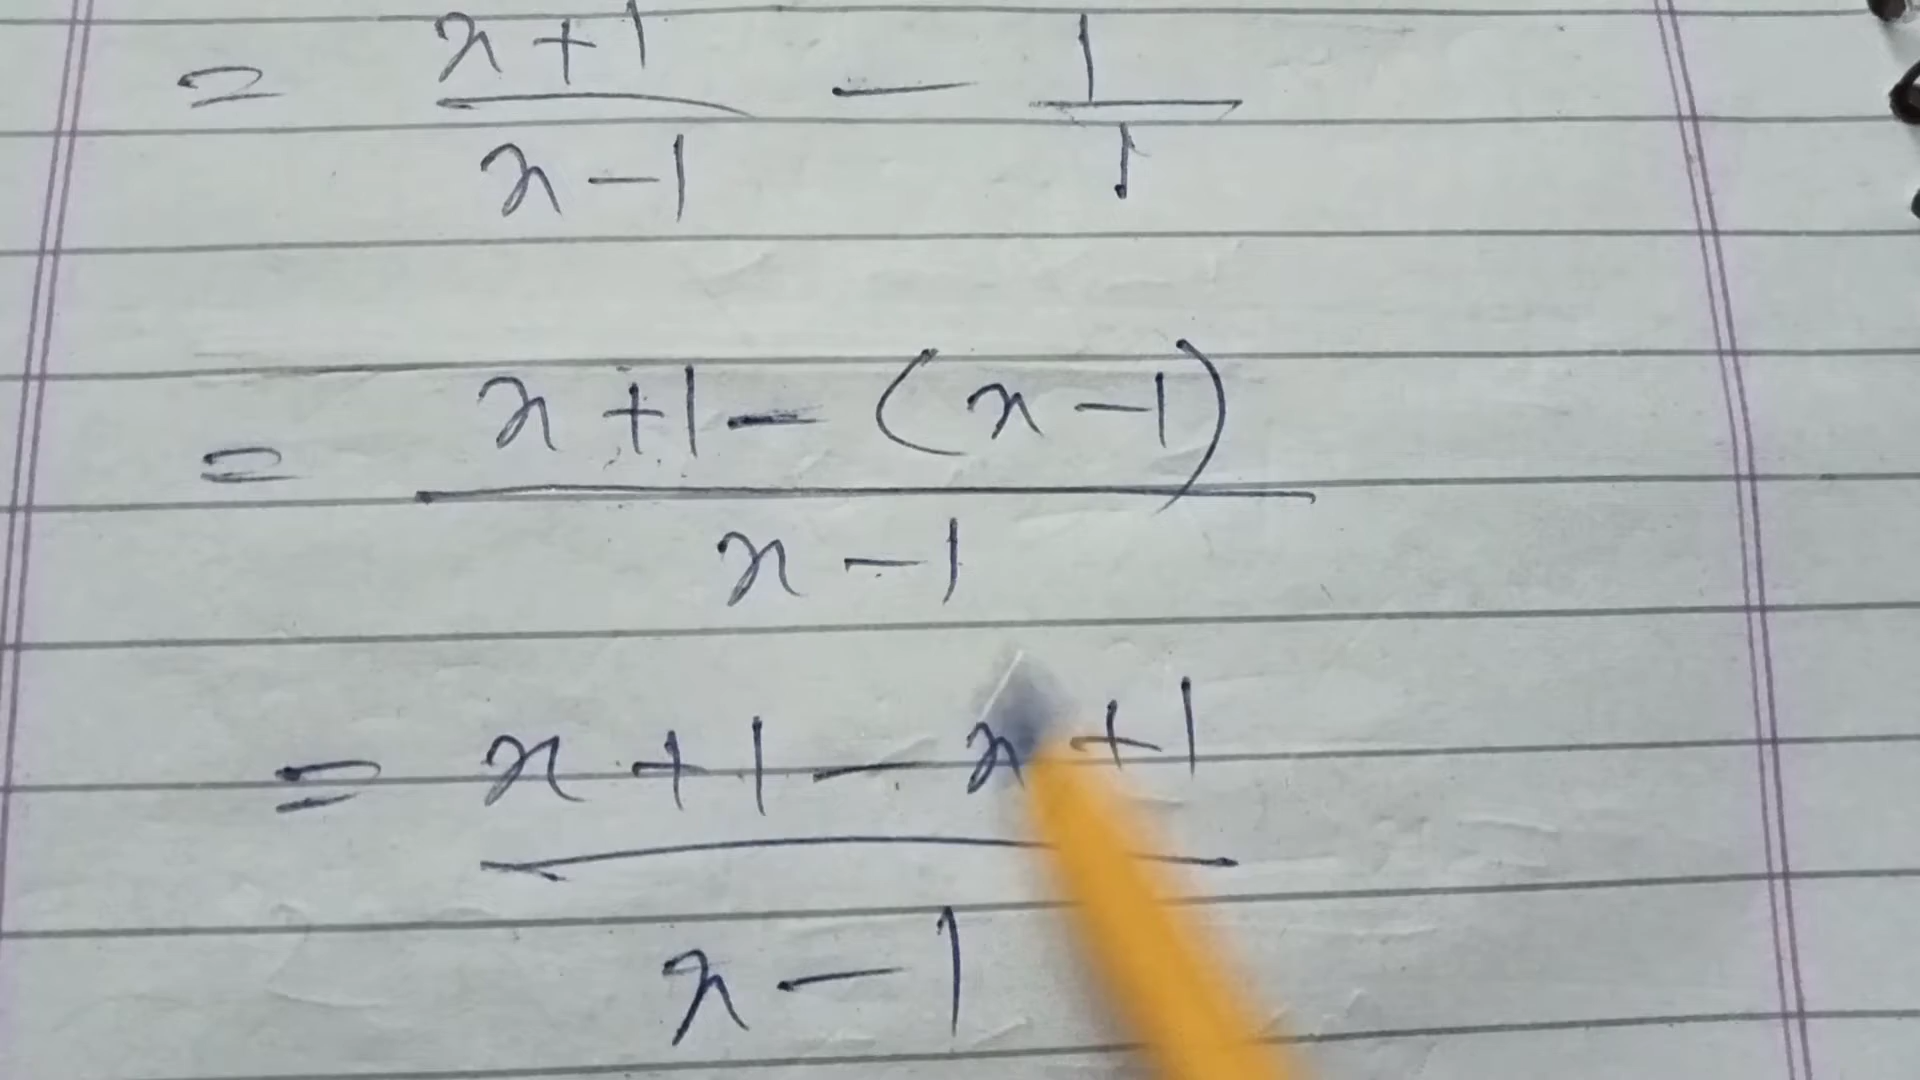 = x+1 / x-1 - 1 / 1
= x+1-(x-1) / x-1
= x+1-x+1 / x-1